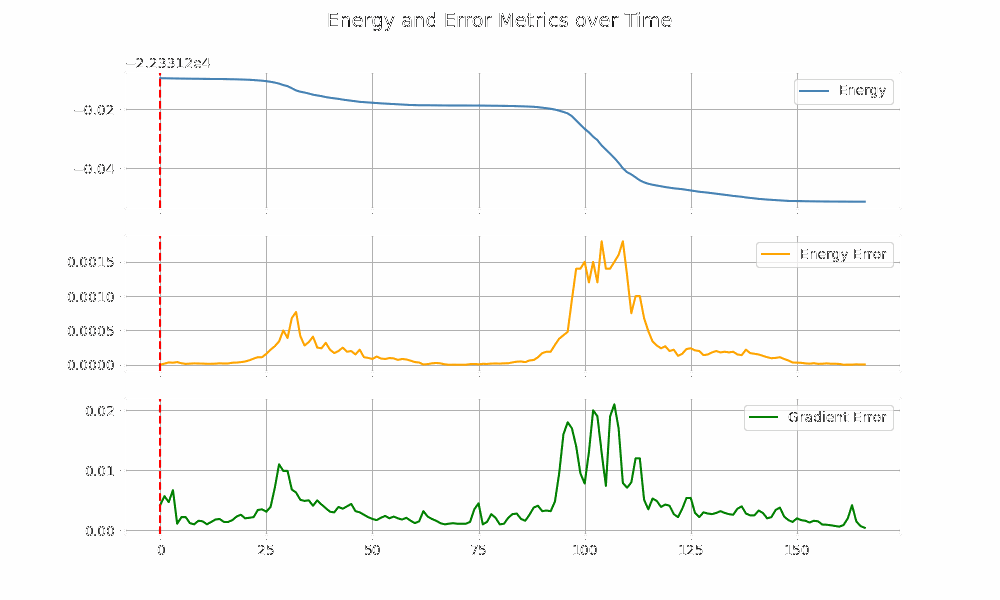 Energy and Error Metrics over Time
−2.23312e4
Energy
−0.02
−0.04
Energy Error
0.0015
0.0010
0.0005
0.0000
Gradient Error
0.02
0.01
0.00
0 25 50 75 100 125 150